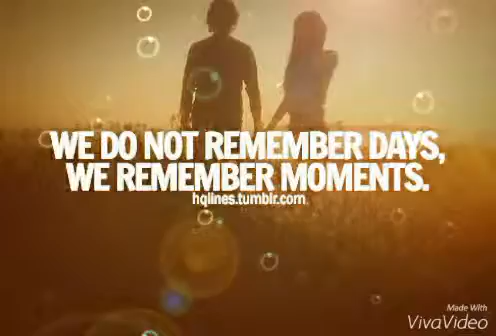 WE DO NOT REMEMBER DAYS,
WE REMEMBER MOMENTS.
hqlines.tumblr.com
Made With
VivaVideo